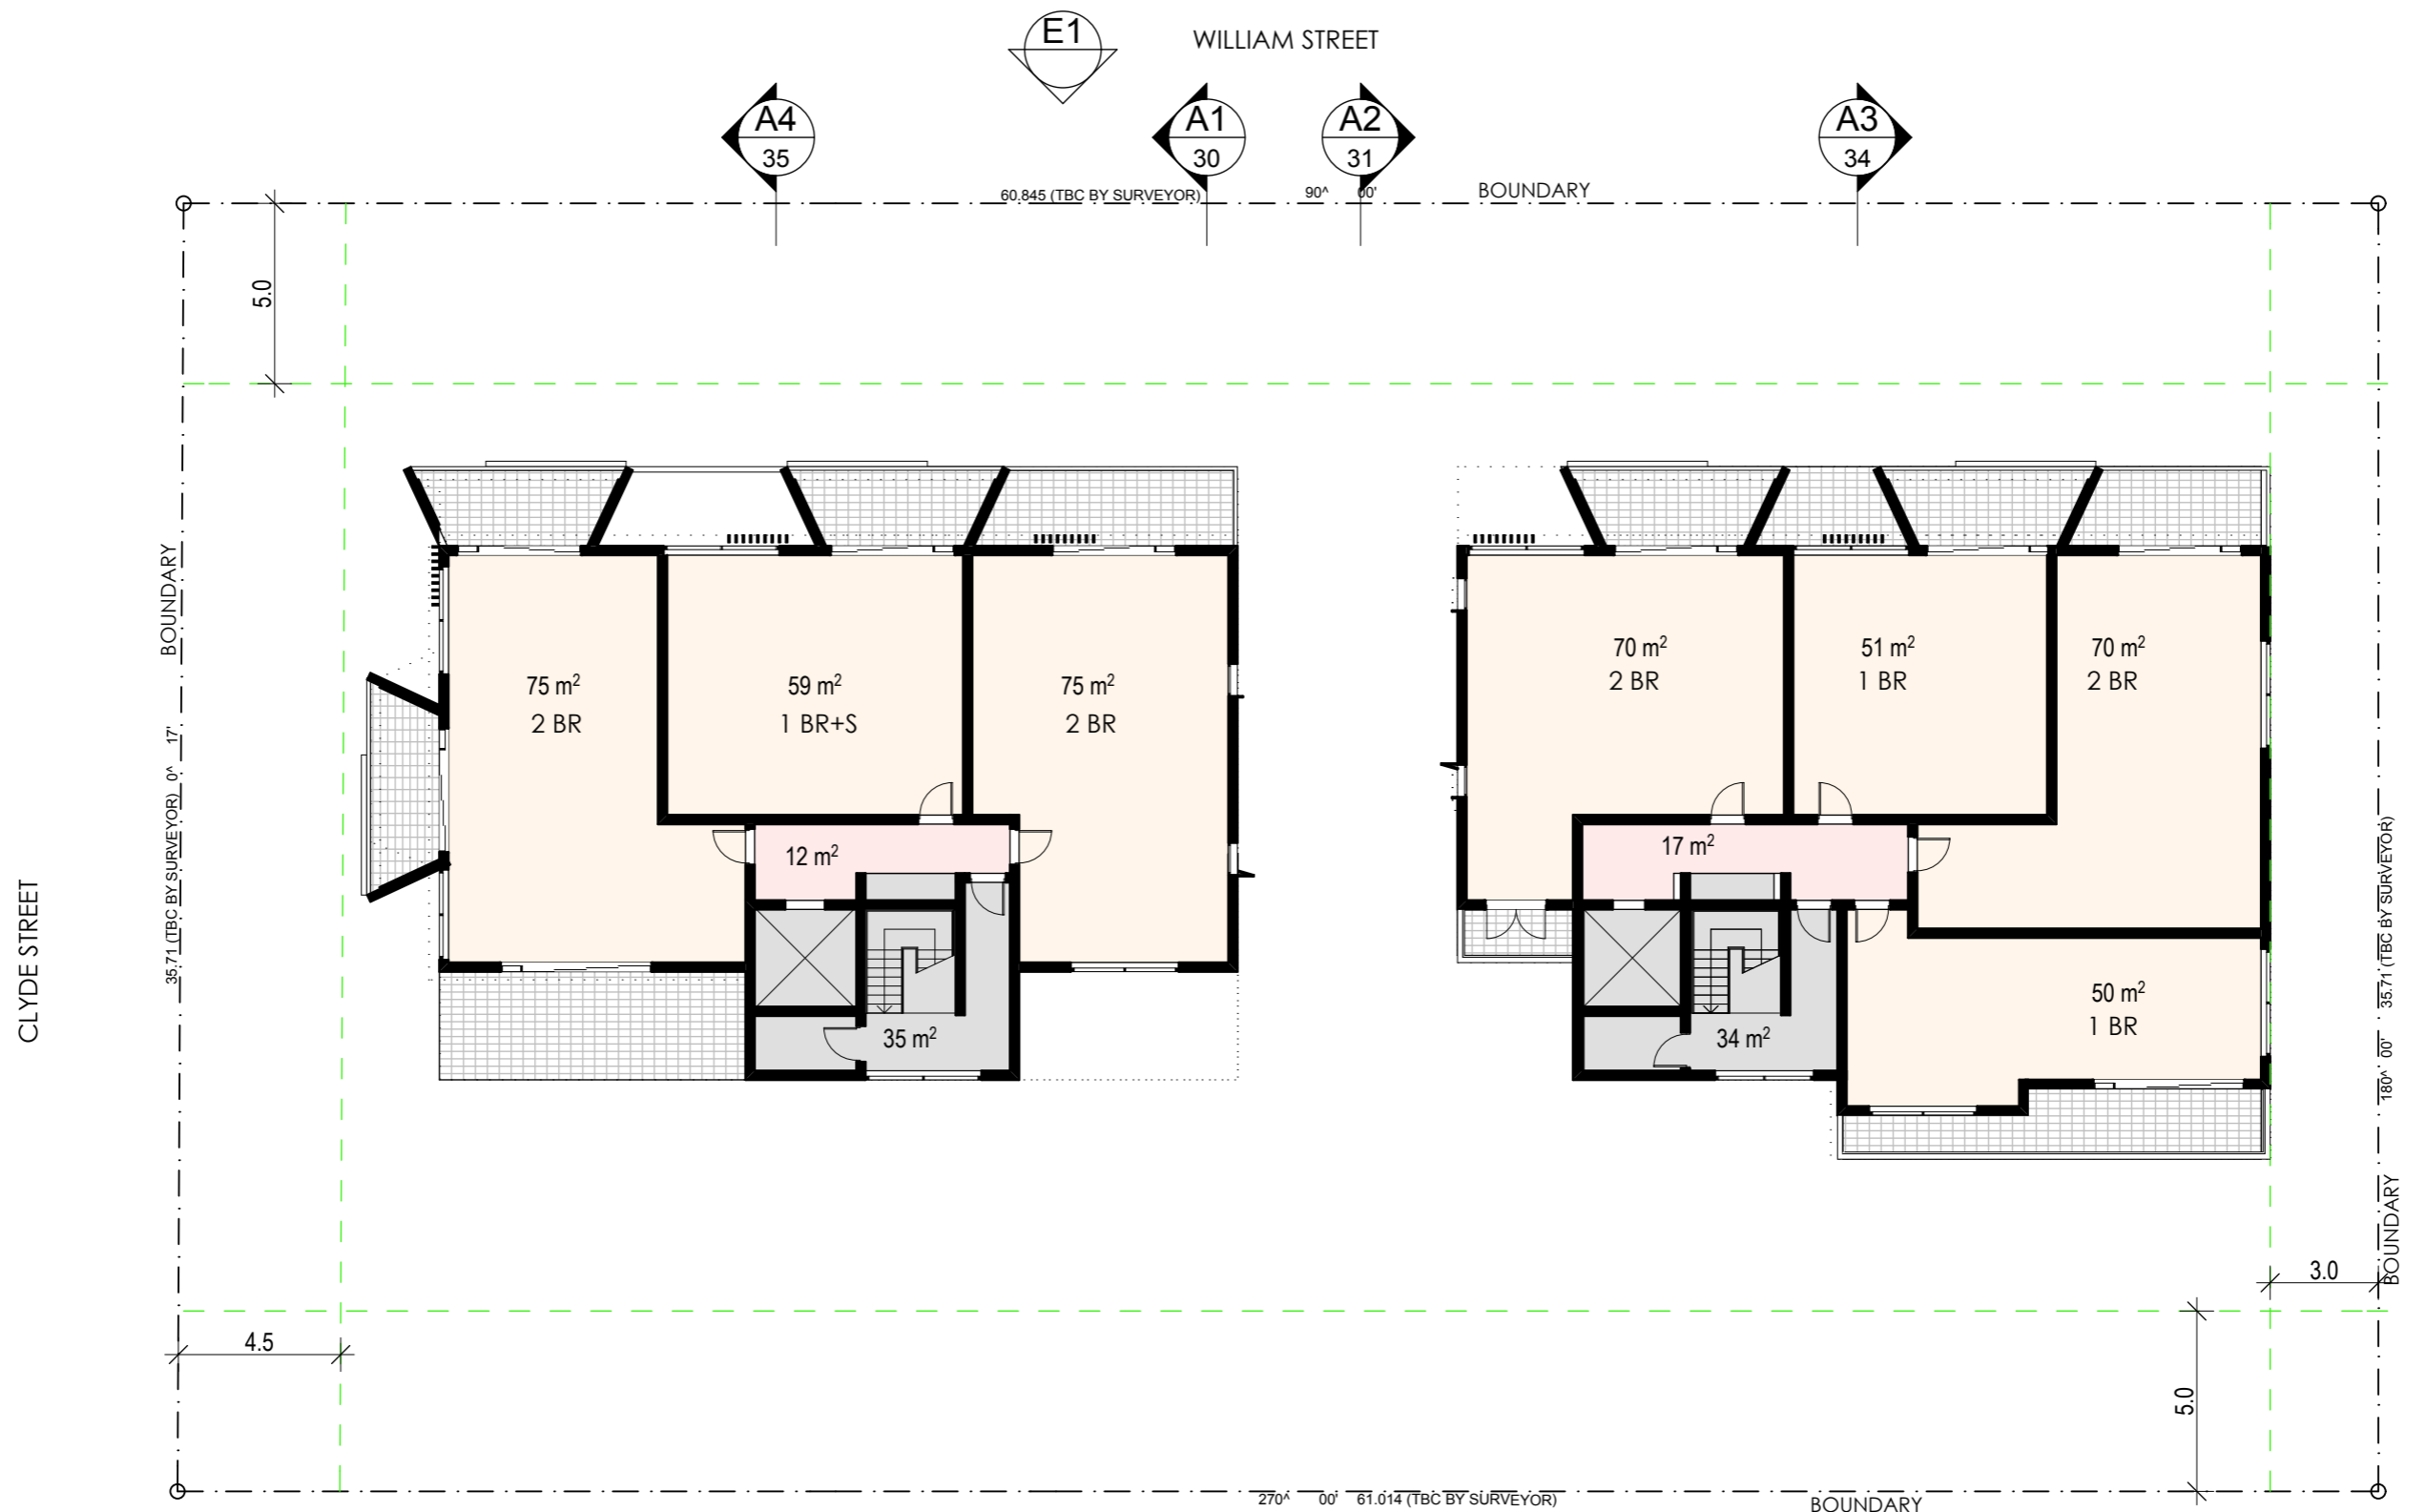 E1
WILLIAM STREET
A4
35
A1
30
A2
31
A3
34
60.845 (TBC BY SURVEYOR)
90^ 00'
BOUNDARY
5.0
BOUNDARY
35.71 (TBC BY SURVEYOR) 0^ 17'
CLYDE STREET
75 m²
2 BR
59 m²
1 BR+S
75 m²
2 BR
12 m²
35 m²
70 m²
2 BR
51 m²
1 BR
70 m²
2 BR
17 m²
34 m²
50 m²
1 BR
180^ 00' 35.71 (TBC BY SURVEYOR)
BOUNDARY
3.0
4.5
5.0
270^ 00' 61.014 (TBC BY SURVEYOR)
BOUNDARY